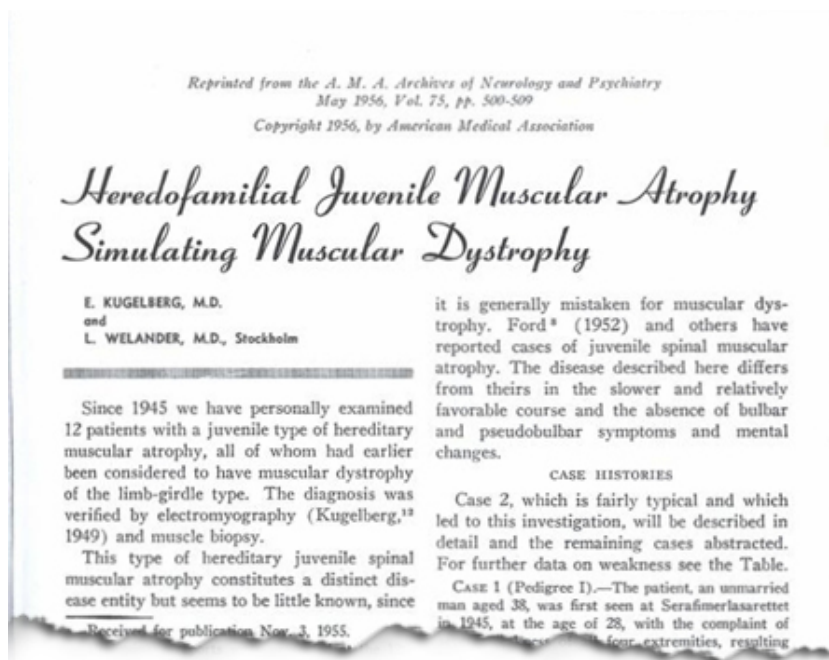 Reprinted from the A. M. A. Archives of Neurology and Psychiatry
May 1956, Vol. 75, pp. 500-509
Copyright 1956, by American Medical Association
Heredofamilial Juvenile Muscular Atrophy
Simulating Muscular Dystrophy
E. KUGELBERG, M.D.
and
L. WELANDER, M.D., Stockholm
Since 1945 we have personally examined
12 patients with a juvenile type of hereditary
muscular atrophy, all of whom had earlier
been considered to have muscular dystrophy
of the limb-girdle type. The diagnosis was
verified by electromyography (Kugelberg,¹²
1949) and muscle biopsy.
This type of hereditary juvenile spinal
muscular atrophy constitutes a distinct dis-
ease entity but seems to be little known, since
Received for publication Nov. 3, 1955.
it is generally mistaken for muscular dys-
trophy. Ford⁸ (1952) and others have
reported cases of juvenile spinal muscular
atrophy. The disease described here differs
from theirs in the slower and relatively
favorable course and the absence of bulbar
and pseudobulbar symptoms and mental
changes.
CASE HISTORIES
Case 2, which is fairly typical and which
led to this investigation, will be described in
detail and the remaining cases abstracted.
For further data on weakness see the Table.
CASE 1 (Pedigree I).—The patient, an unmarried
man aged 38, was first seen at Serafimerlasarettet
in 1945, at the age of 28, with the complaint of
four extremities, resulting